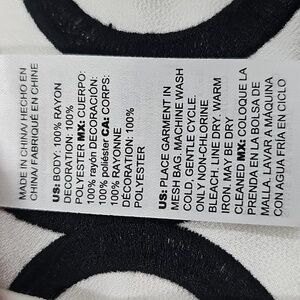 MADE IN CHINA/ HECHO EN
CHINA/ FABRIQUÉ EN CHINE
US: BODY: 100% RAYON
DECORATION: 100%
POLYESTER MX: CUERPO:
100% rayón DECORACIÓN:
100% poliéster CA: CORPS:
100% RAYONNE
DÉCORATION: 100%
POLYESTER
US: PLACE GARMENT IN
MESH BAG, MACHINE WASH
COLD, GENTLE CYCLE.
ONLY NON-CHLORINE
BLEACH. LINE DRY. WARM
IRON. MAY BE DRY
CLEANED MX: COLOQUE LA
PRENDA EN LA BOLSA DE
MALLA. LAVAR A MÁQUINA
CON AGUA FRÍA Y CICLO